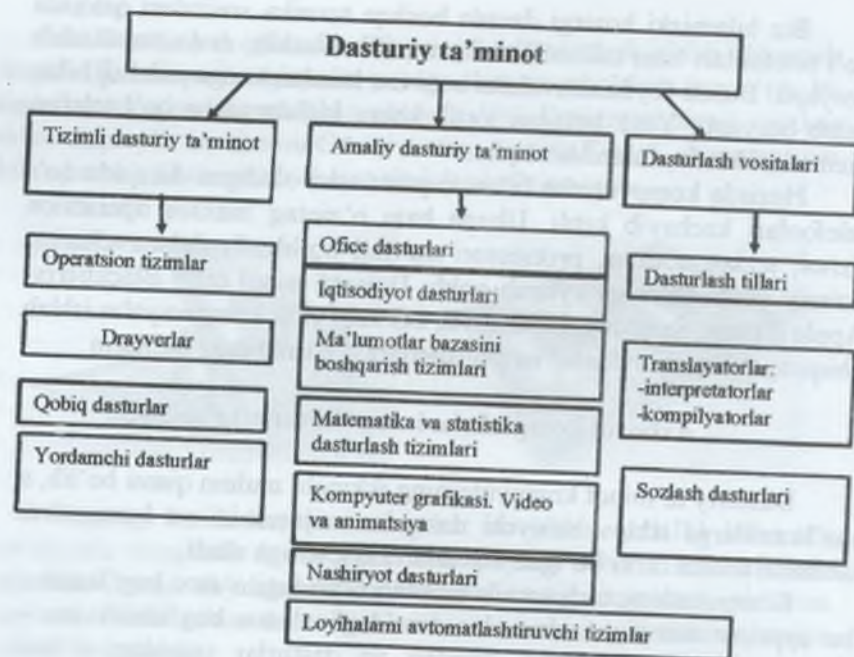 Dasturiy ta’minot
Tizimli dasturiy ta’minot
Operatsion tizimlar
Drayverlar
Qobiq dasturlar
Yordamchi dasturlar
Amaliy dasturiy ta’minot
Ofice dasturlari
Iqtisodiyot dasturlari
Ma’lumotlar bazasini
boshqarish tizimlari
Matematika va statistika
dasturlash tizimlari
Kompyuter grafikasi. Video
va animatsiya
Nashiryot dasturlari
Loyihalarni avtomatlashtiruvchi tizimlar
Dasturlash vositalari
Dasturlash tillari
Translayatorlar;
-interpretatorlar
-kompilyatorlar
Sozlash dasturlari